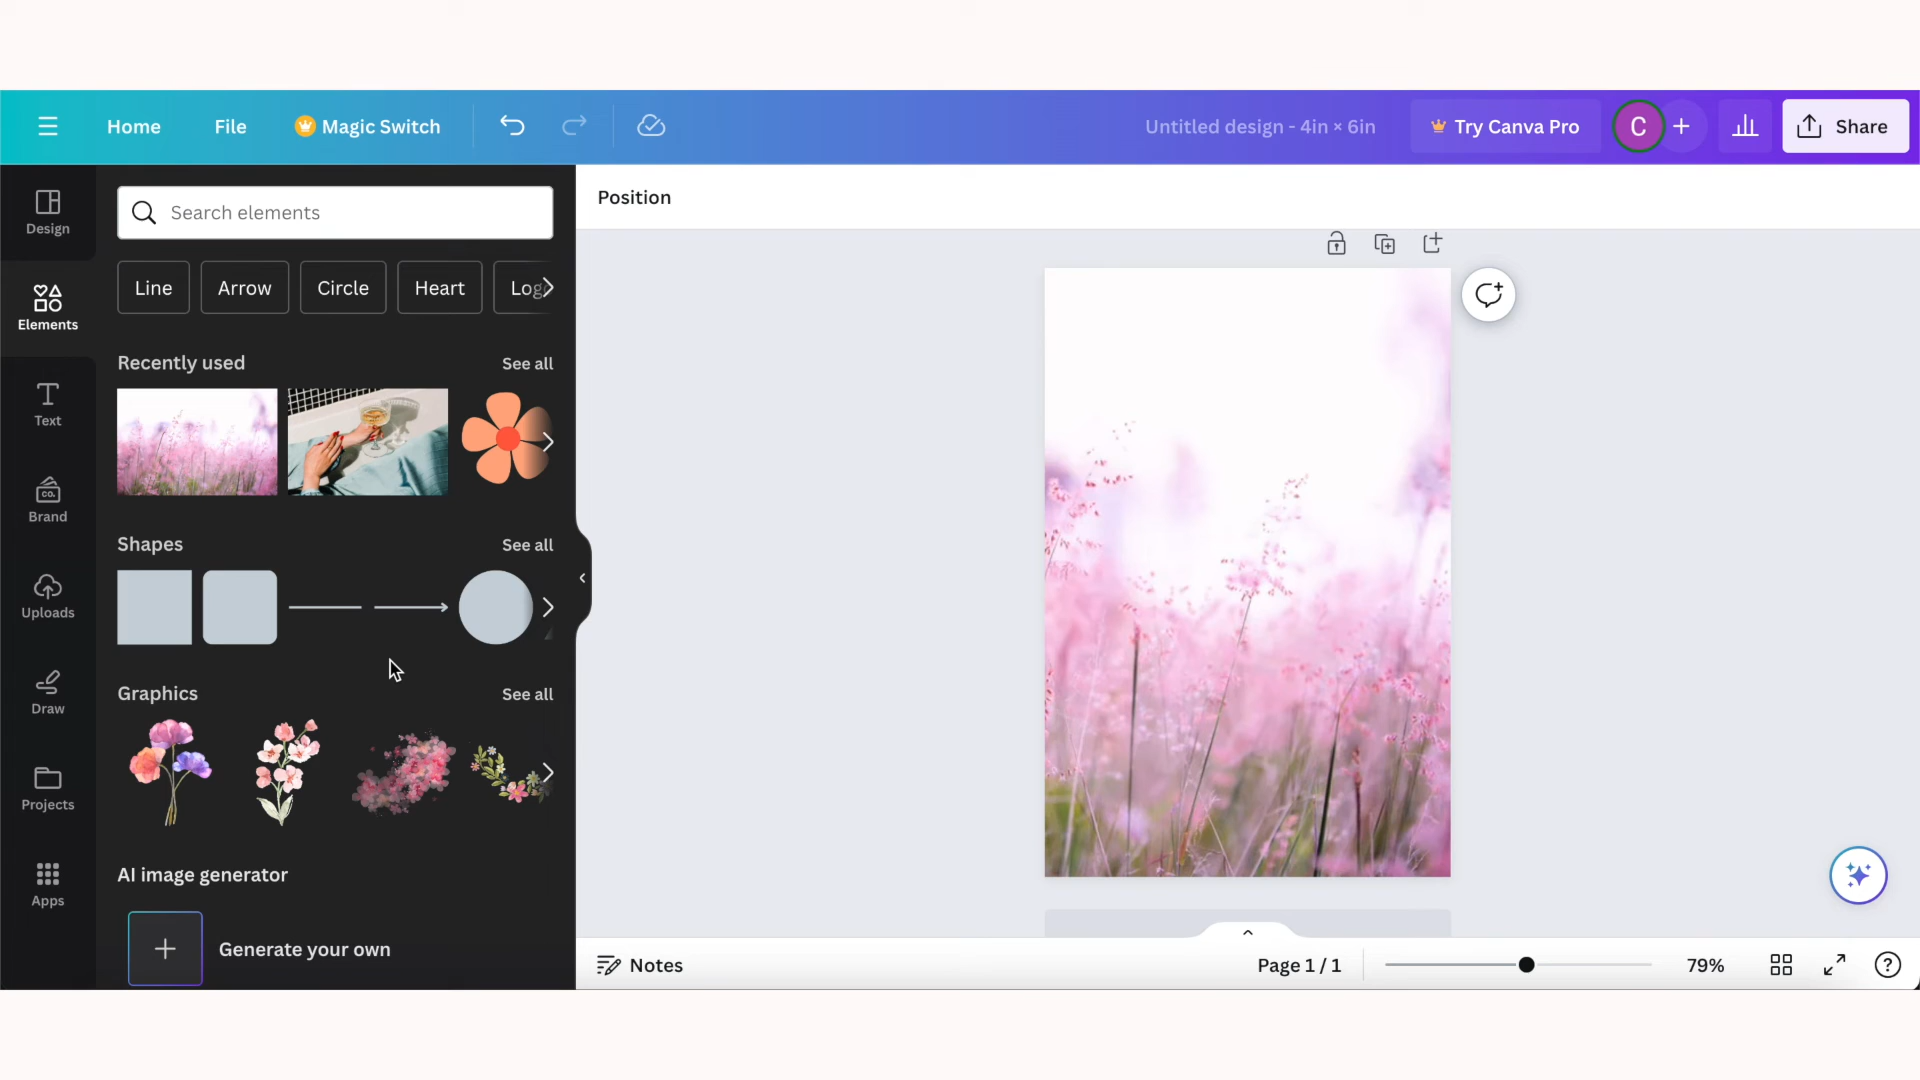 Home File Magic Switch Untitled design - 4in × 6in Try Canva Pro C Share
Design
Elements
Text
Brand
Uploads
Draw
Projects
Apps
Search elements
Line Arrow Circle Heart
Recently used See all
Shapes See all
Graphics See all
AI image generator
Generate your own
Position
Notes Page 1 / 1 79%
CO.